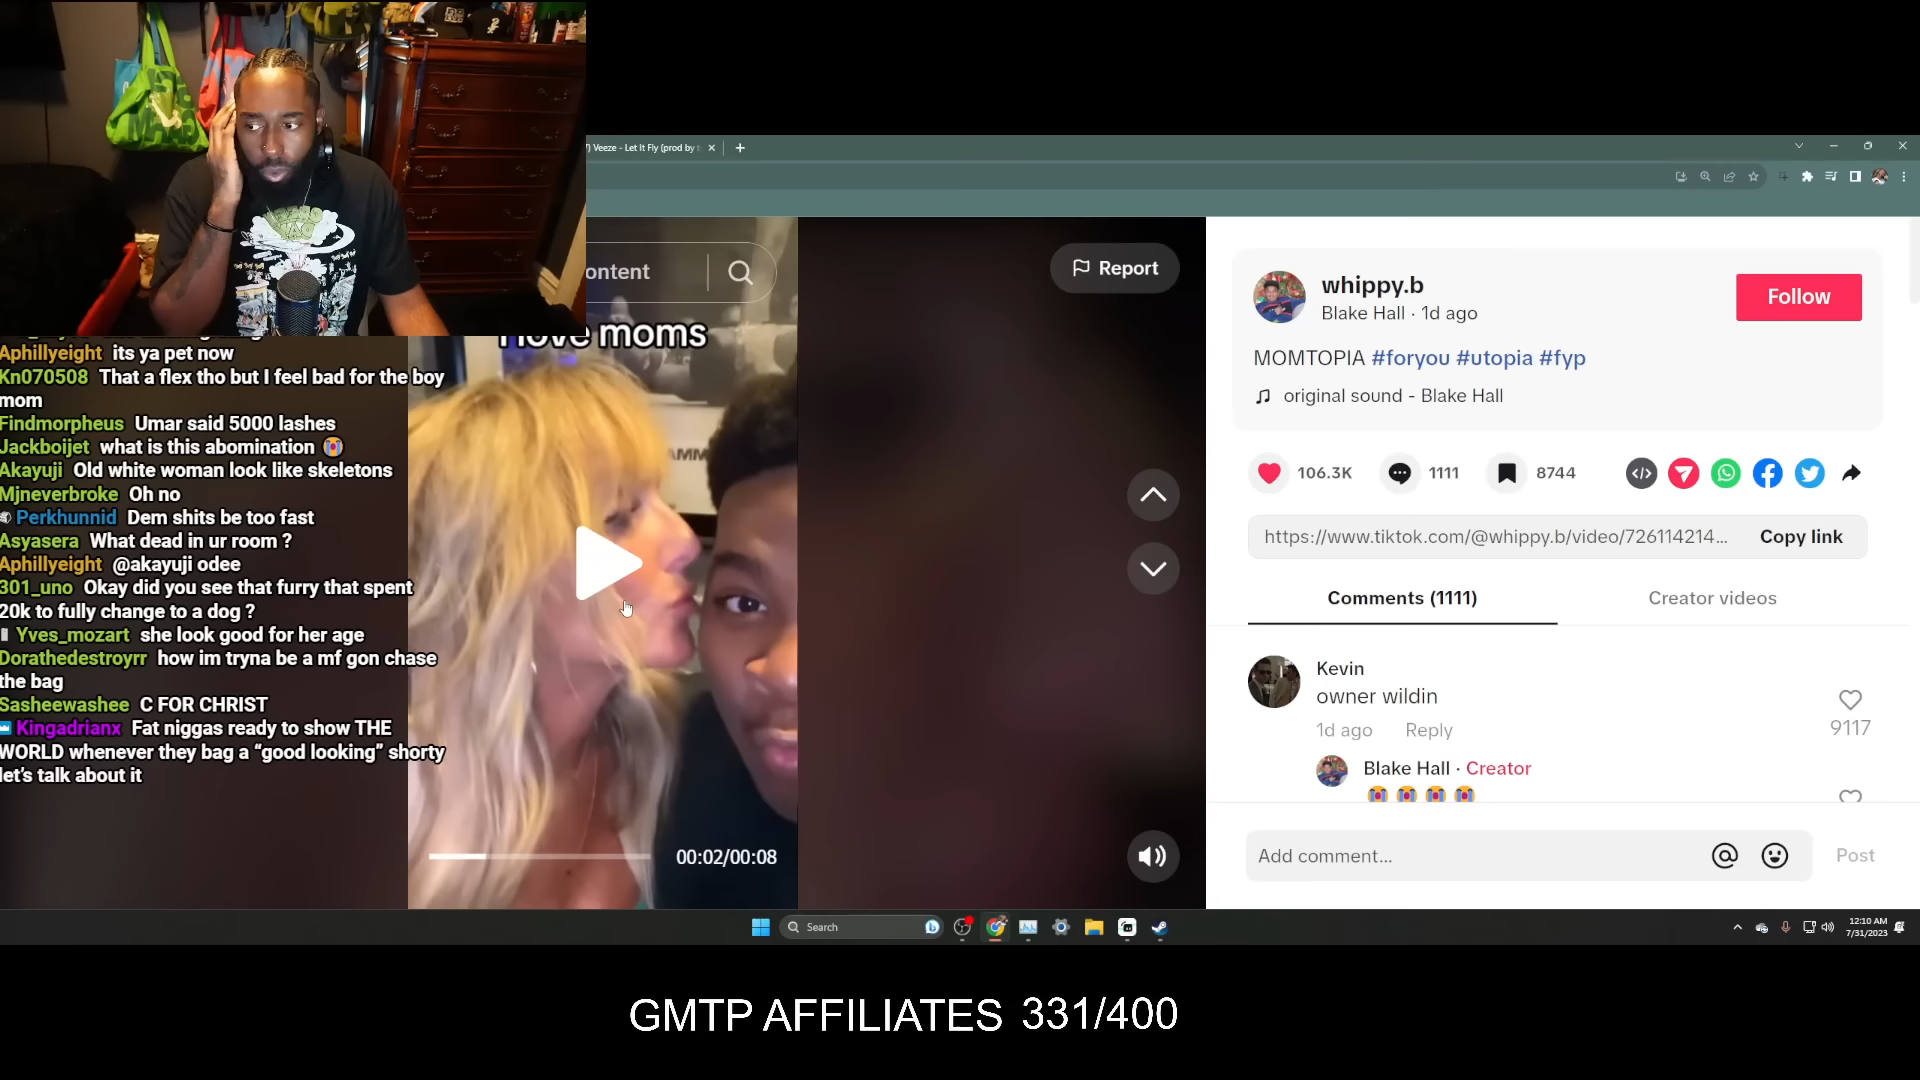 Veeze - Let It Fly (prod by t
ontent
Report
I love moms
whippy.b
Blake Hall · 1d ago
Follow
MOMTOPIA #foryou #utopia #fyp
original sound - Blake Hall
106.3K
1111
8744
https://www.tiktok.com/@whippy.b/video/726114214...
Copy link
Comments (1111)
Creator videos
Kevin
owner wildin
1d ago
Reply
9117
Blake Hall · Creator
Add comment...
Post
Aphillyeight its ya pet now
Kn070508 That a flex tho but I feel bad for the boy
mom
Findmorpheus Umar said 5000 lashes
Jackboijet what is this abomination 😭
Akayuji Old white woman look like skeletons
Mjneverbroke Oh no
Perkhunnid Dem shits be too fast
Asyasera What dead in ur room ?
Aphillyeight @akayuji odee
301_uno Okay did you see that furry that spent
20k to fully change to a dog ?
Yves_mozart she look good for her age
Dorathedestroyrr how im tryna be a mf gon chase
the bag
Sasheewashee C FOR CHRIST
Kingadrianx Fat niggas ready to show THE
WORLD whenever they bag a “good looking” shorty
let's talk about it
00:02/00:08
Search
12:10 AM
7/31/2023
GMTP AFFILIATES 331/400